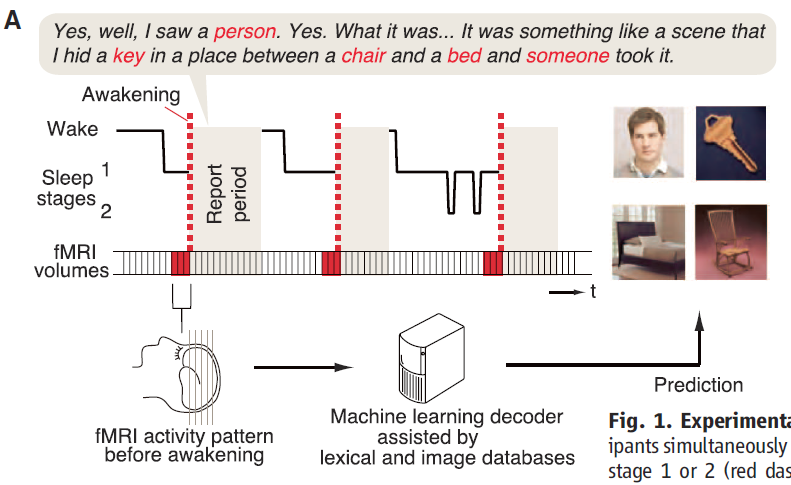 A
Yes, well, I saw a person. Yes. What it was... It was something like a scene that
I hid a key in a place between a chair and a bed and someone took it.
Awakening
Wake
Sleep
stages
1
2
Report
period
fMRI
volumes
t
fMRI activity pattern
before awakening
Machine learning decoder
assisted by
lexical and image databases
Prediction
Fig. 1. Experimenta
ipants simultaneously
stage 1 or 2 (red das